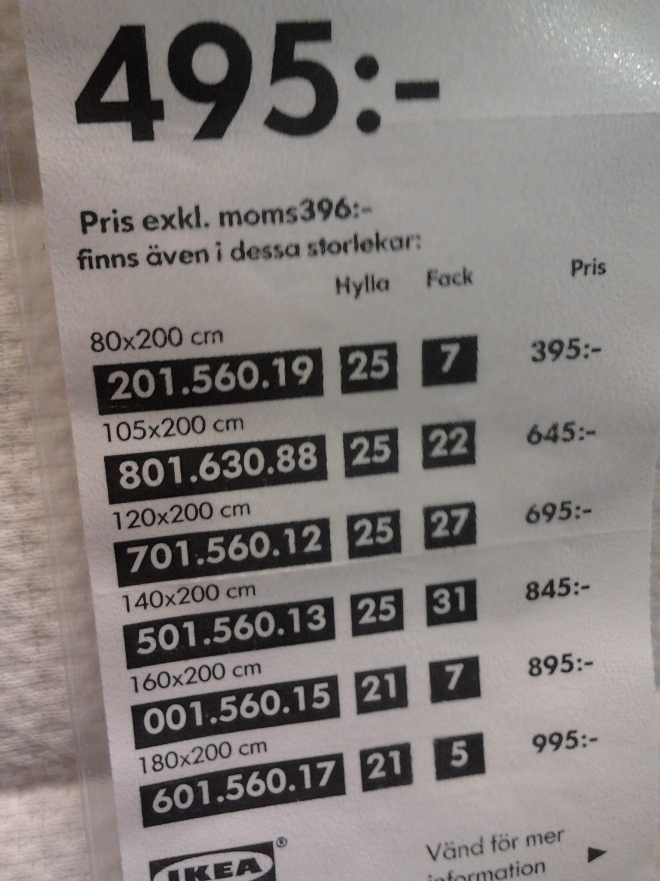 495:-
Pris exkl. moms396:-
finns även i dessa storlekar:
Hylla Fack Pris
80x200 cm
201.560.19 25 7 395:-
105x200 cm
801.630.88 25 22 645:-
120x200 cm
701.560.12 25 27 695:-
140x200 cm
501.560.13 25 31 845:-
160x200 cm
001.560.15 21 7 895:-
180x200 cm
601.560.17 21 5 995:-
IKEA®
Vänd för mer
information